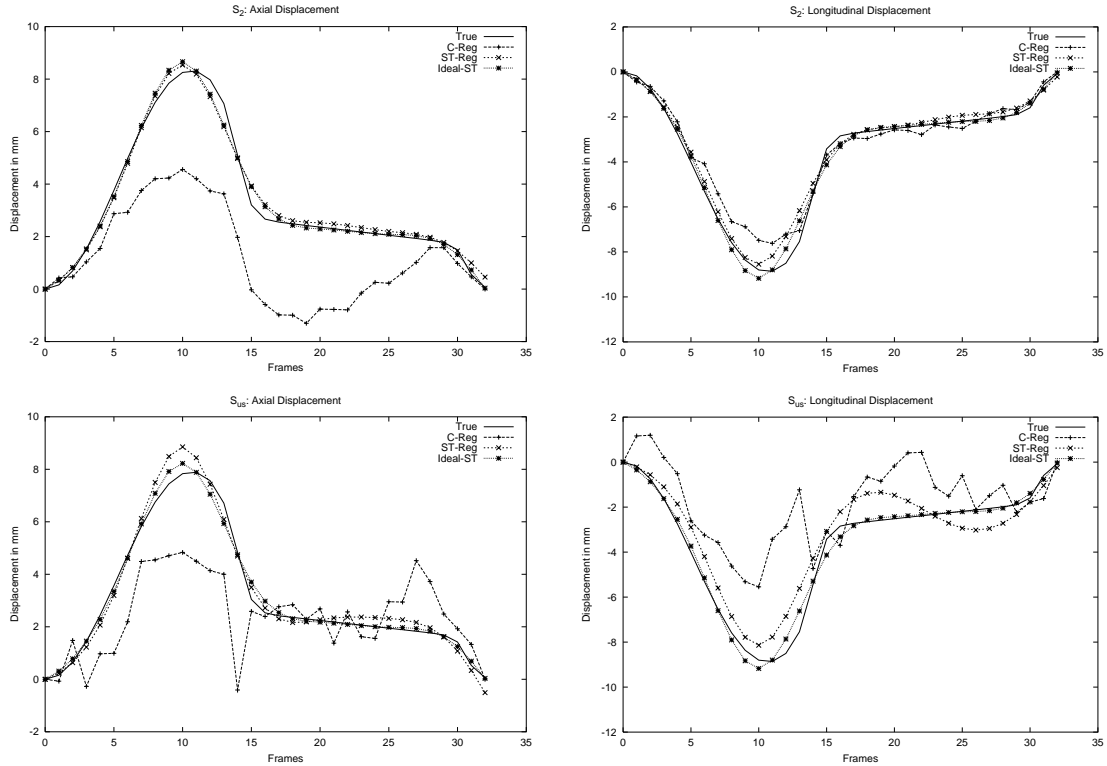 S2: Axial Displacement
True
C-Reg
ST-Reg
Ideal-ST
Displacement in mm
10
8
6
4
2
0
-2
0 5 10 15 20 25 30 35
Frames
S2: Longitudinal Displacement
True
C-Reg
ST-Reg
Ideal-ST
Displacement in mm
2
0
-2
-4
-6
-8
-10
-12
0 5 10 15 20 25 30 35
Frames
Sus: Axial Displacement
True
C-Reg
ST-Reg
Ideal-ST
Displacement in mm
10
8
6
4
2
0
-2
0 5 10 15 20 25 30 35
Frames
Sus: Longitudinal Displacement
True
C-Reg
ST-Reg
Ideal-ST
Displacement in mm
2
0
-2
-4
-6
-8
-10
-12
0 5 10 15 20 25 30 35
Frames